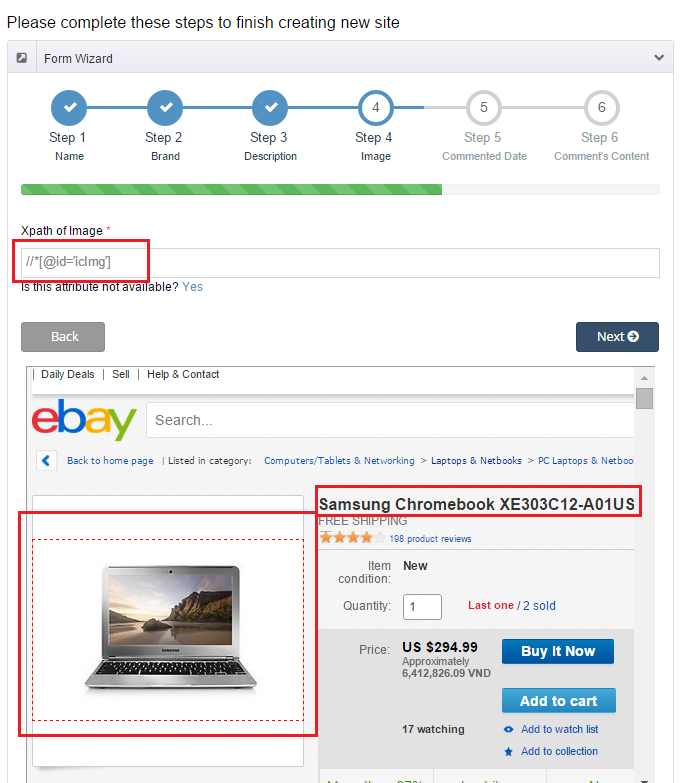 Please complete these steps to finish creating new site
Form Wizard
4 5 6
Step 1 Step 2 Step 3 Step 4 Step 5 Step 6
Name Brand Description Image Commented Date Comment's Content
Xpath of Image *
//*[@id='icImg']
Is this attribute not available? Yes
Back Next
| Daily Deals | Sell | Help & Contact
ebay Search...
Back to home page | Listed in category: Computers/Tablets & Networking > Laptops & Netbooks > PC Laptops &
Samsung Chromebook XE303C12-A01US
FREE SHIPPING
198 product reviews
Item condition: New
Quantity: 1 Last one / 2 sold
Price: US $294.99 Buy It Now
Approximately
6,412,826.09 VND
Add to cart
17 watching Add to watch list
Add to collection
SAMSUNG